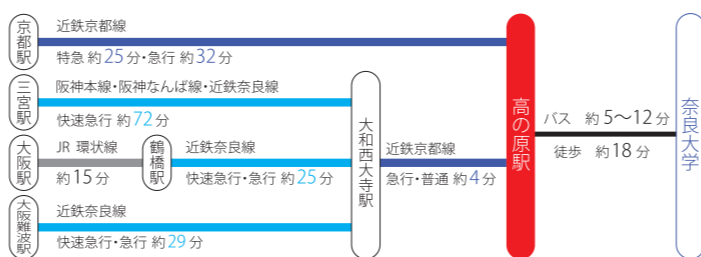 京都駅
近鉄京都線
特急 約25分・急行 約32分
三宮駅
阪神本線・阪神なんば線・近鉄奈良線
快速急行 約72分
大阪駅
JR 環状線
約15分
鶴橋駅
近鉄奈良線
快速急行・急行 約25分
大阪難波駅
近鉄奈良線
快速急行・急行 約29分
大和西大寺駅
近鉄京都線
急行・普通 約4分
高の原駅
バス 約5〜12分
徒歩 約18分
奈良大学